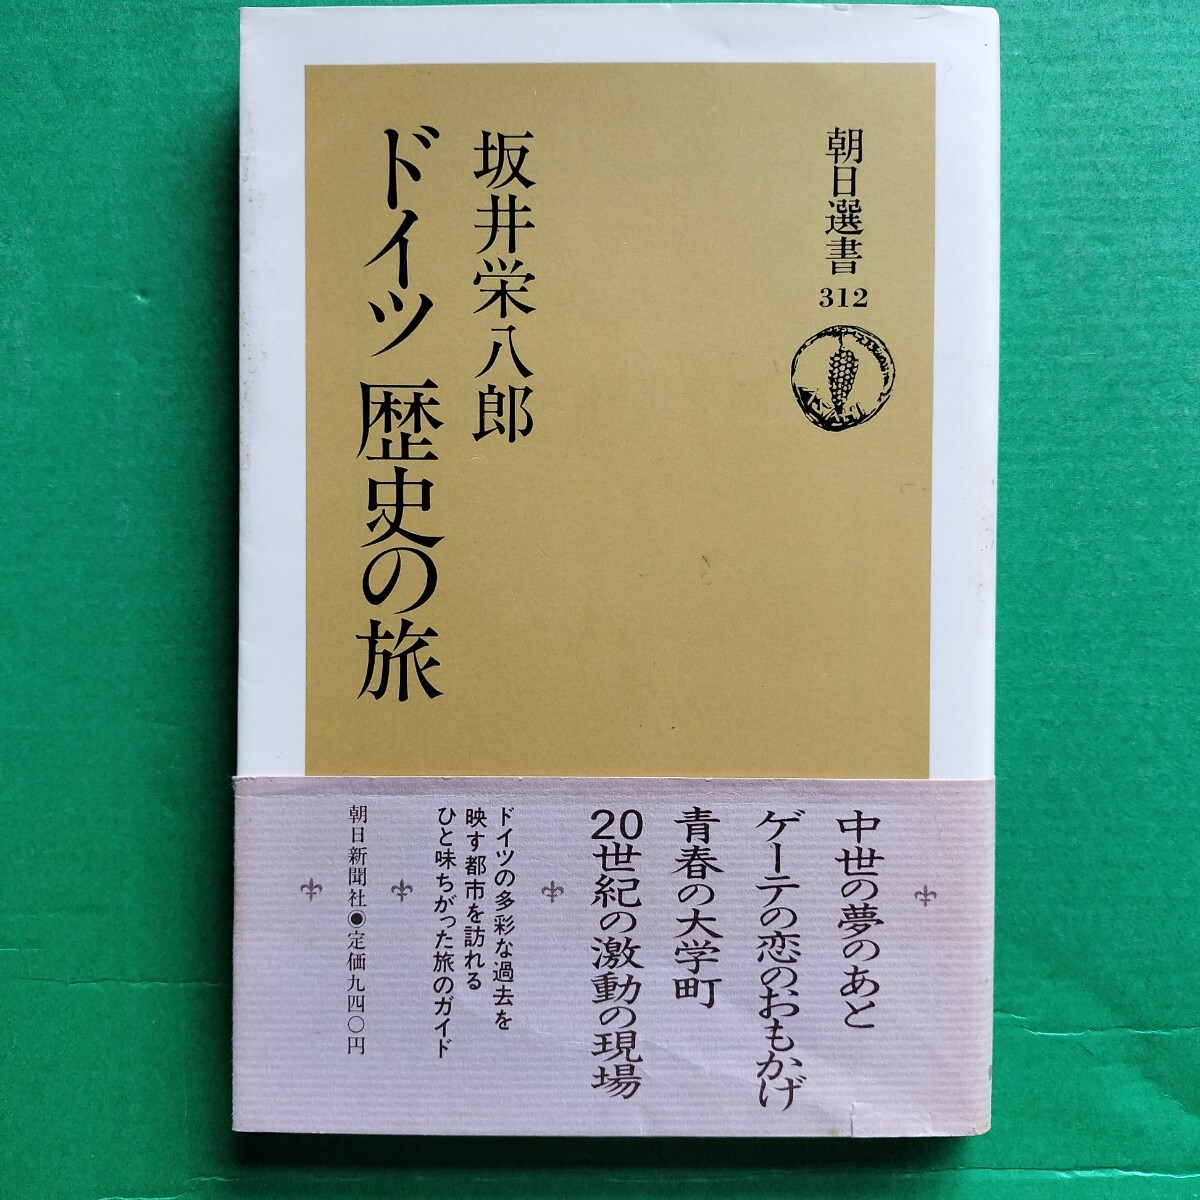 朝日選書
312
坂井栄八郎
ドイツ 歴史の旅
中世の夢のあと
ゲーテの恋のおもかげ
青春の大学町
20世紀の激動の現場
ドイツの多彩な過去を
映す都市を訪れる
ひと味ちがった旅のガイド
朝日新聞社◉定価九四〇円